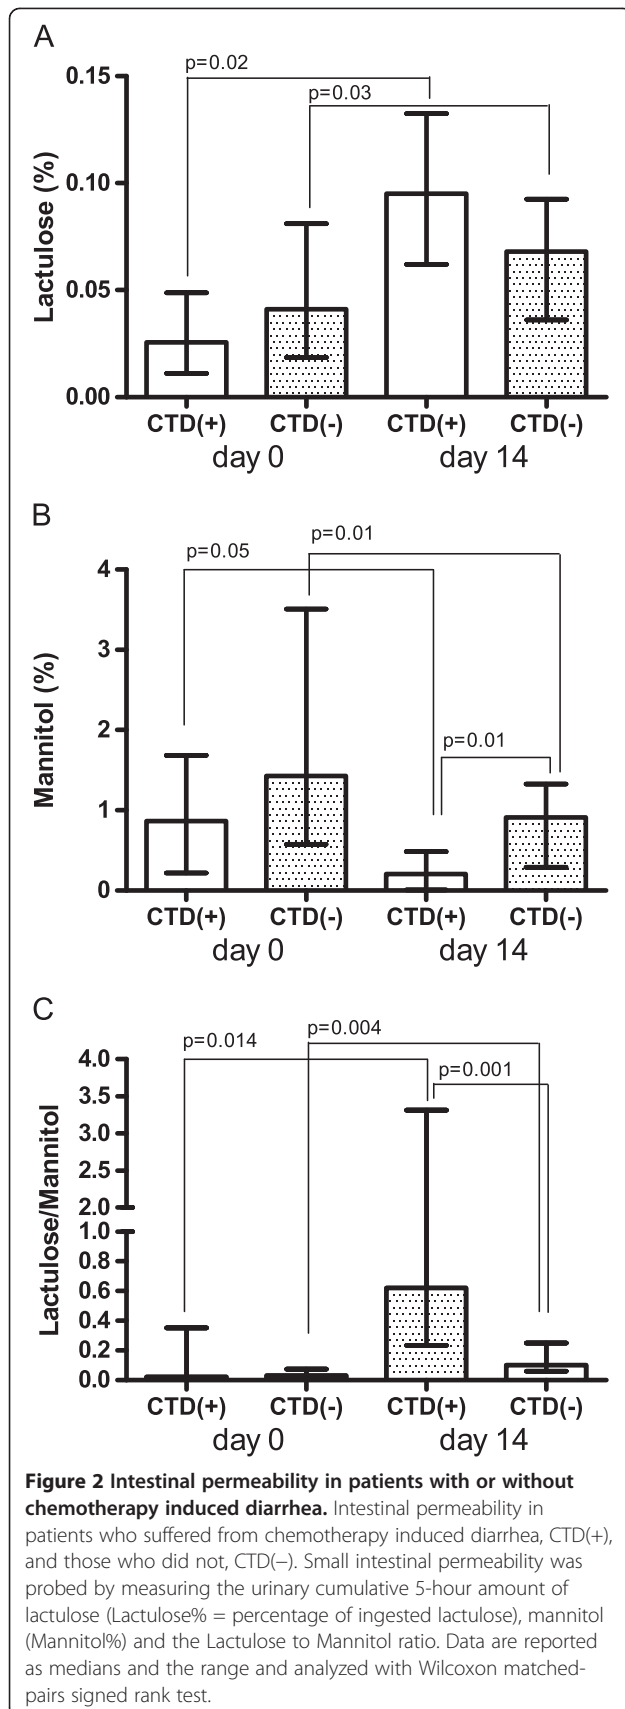 A
p=0.02
p=0.03
0.15
0.10
0.05
0.00
Lactulose (%)
CTD(+) CTD(-) CTD(+) CTD(-)
day 0 day 14
B
p=0.01
p=0.05
p=0.01
4
3
2
1
0
Mannitol (%)
CTD(+) CTD(-) CTD(+) CTD(-)
day 0 day 14
C
p=0.004
p=0.014
p=0.001
4.0
3.5
3.0
2.5
2.0
1.0
0.8
0.6
0.4
0.2
0.0
Lactulose/Mannitol
CTD(+) CTD(-) CTD(+) CTD(-)
day 0 day 14
Figure 2 Intestinal permeability in patients with or without
chemotherapy induced diarrhea. Intestinal permeability in
patients who suffered from chemotherapy induced diarrhea, CTD(+),
and those who did not, CTD(−). Small intestinal permeability was
probed by measuring the urinary cumulative 5-hour amount of
lactulose (Lactulose% = percentage of ingested lactulose), mannitol
(Mannitol%) and the Lactulose to Mannitol ratio. Data are reported
as medians and the range and analyzed with Wilcoxon matched-
pairs signed rank test.